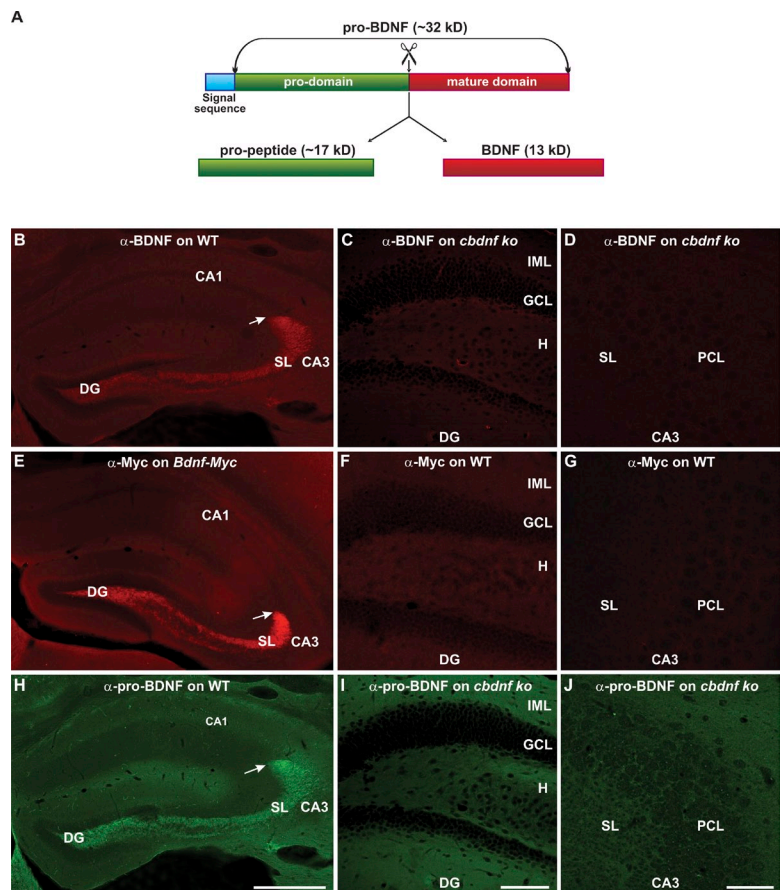 A
pro-BDNF (~32 kD)
pro-domain
mature domain
Signal
sequence
pro-peptide (~17 kD)
BDNF (13 kD)
B
α-BDNF on WT
CA1
DG
SL
CA3
C
α-BDNF on cbdnf ko
IML
GCL
H
DG
D
α-BDNF on cbdnf ko
SL
PCL
CA3
E
α-Myc on Bdnf-Myc
CA1
DG
SL
CA3
F
α-Myc on WT
IML
GCL
H
DG
G
α-Myc on WT
SL
PCL
CA3
H
α-pro-BDNF on WT
CA1
SL
CA3
DG
I
α-pro-BDNF on cbdnf ko
IML
GCL
H
DG
J
α-pro-BDNF on cbdnf ko
SL
PCL
CA3